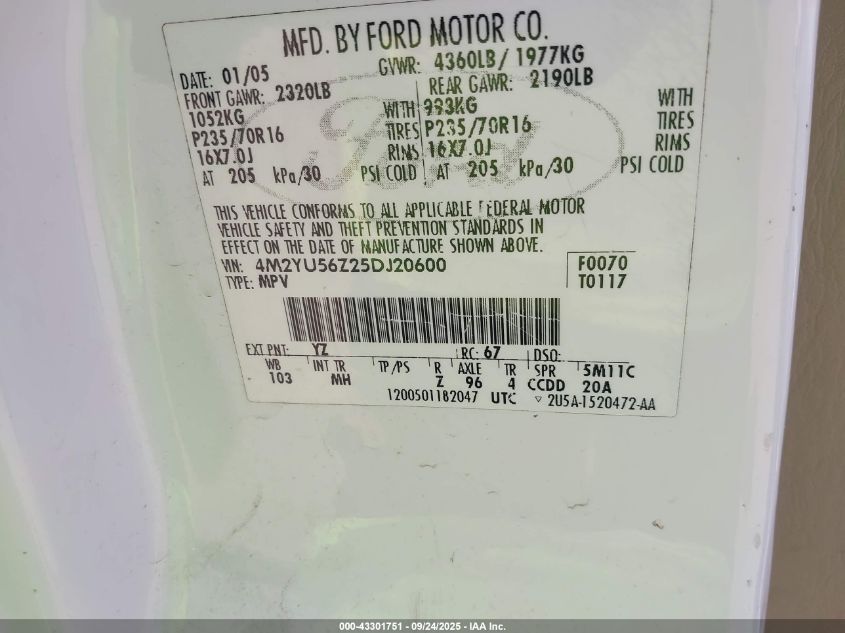 MFD. BY FORD MOTOR CO.
DATE: 01/05 GVWR: 4360LB/ 1977KG
FRONT GAWR: 2320LB REAR GAWR: 2190LB
1052KG WITH 993KG WITH
P235/70R16 TIRES P235/70R16 TIRES
16X7.0J RIMS 16X7.0J RIMS
AT 205 kPa/30 PSI COLD AT 205 kPa/30 PSI COLD
THIS VEHICLE CONFORMS TO ALL APPLICABLE FEDERAL MOTOR
VEHICLE SAFETY AND THEFT PREVENTION STANDARDS IN
EFFECT ON THE DATE OF MANUFACTURE SHOWN ABOVE.
VIN: 4M2YU56Z25DJ20600 F0070
TYPE: MPV T0117
EXT PNT: YZ RC: 67 DSO:
WB INT TR TP/PS R AXLE TR SPR 5M11C
103 MH Z 96 4 CCDD 20A
1200501182047 UTC ▽ 2U5A-1520472-AA
000-43301751 - 09/24/2025 - IAA Inc.